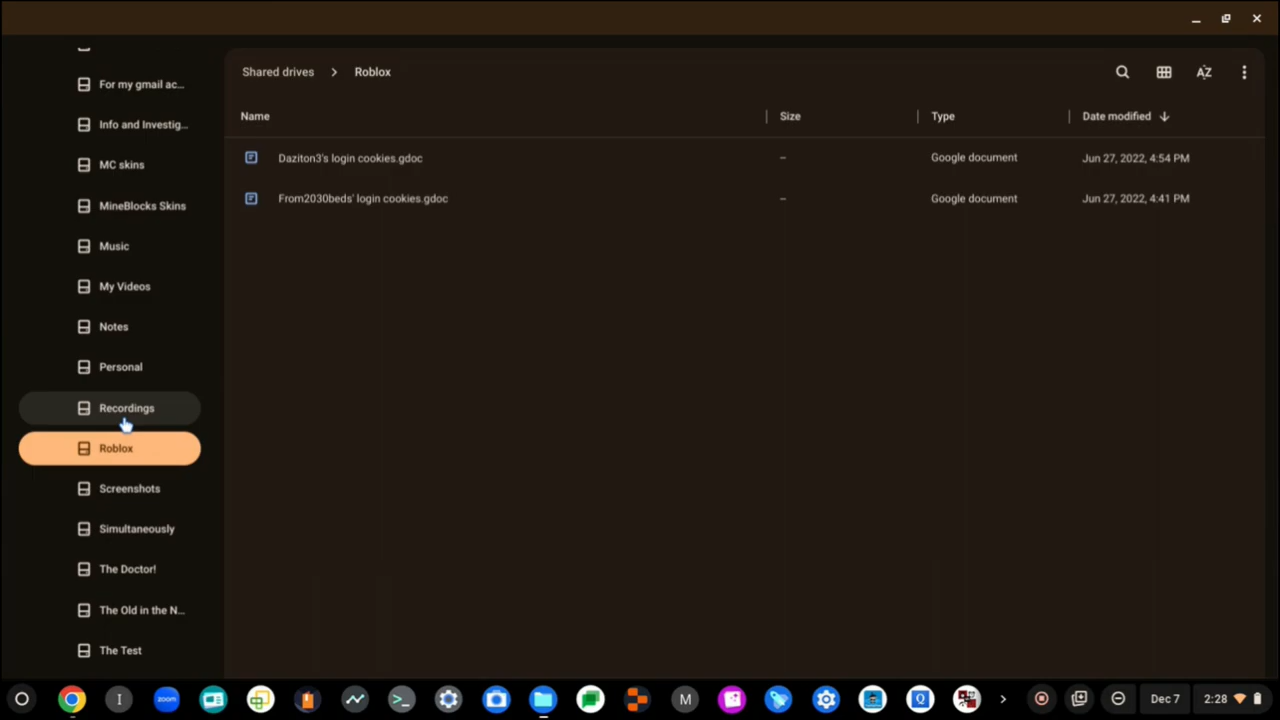 For my gmail ac...
Info and Investig...
MC skins
MineBlocks Skins
Music
My Videos
Notes
Personal
Recordings
Roblox
Screenshots
Simultaneously
The Doctor!
The Old in the N...
The Test
Shared drives > Roblox
AZ
Name Size Type Date modified
Daziton3's login cookies.gdoc – Google document Jun 27, 2022, 4:54 PM
From2030beds' login cookies.gdoc – Google document Jun 27, 2022, 4:41 PM
I zoom >_ M Q Dec 7 2:28